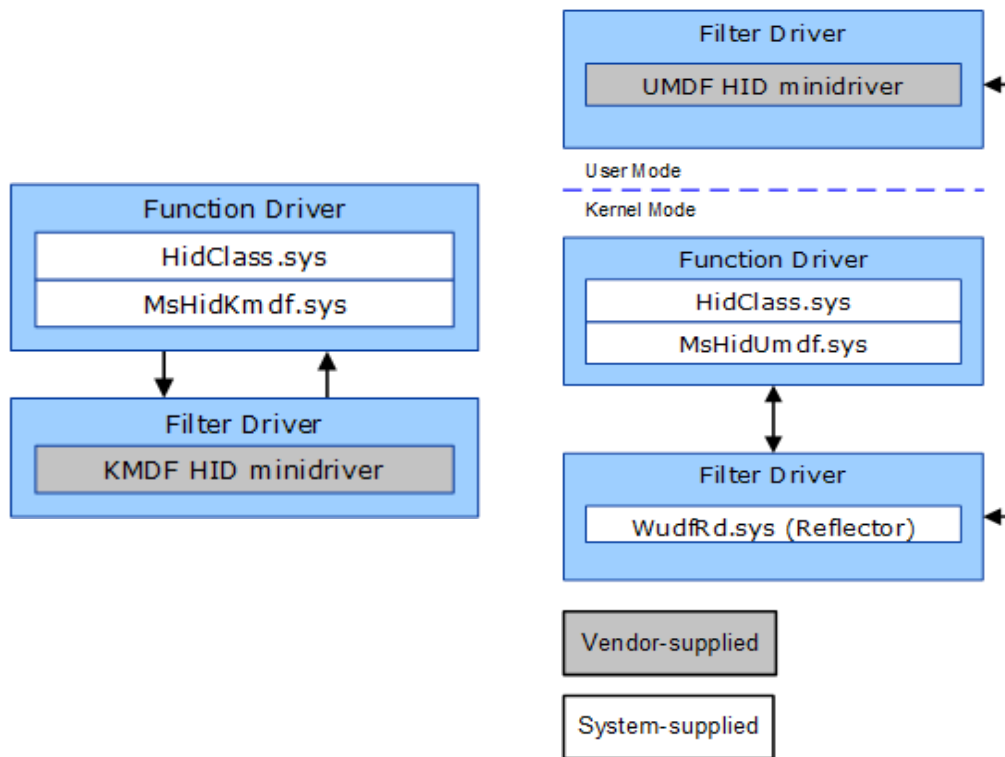 Function Driver
HidClass.sys
MsHidKmdf.sys
Filter Driver
KMDF HID minidriver
Filter Driver
UMDF HID minidriver
User Mode
Kernel Mode
Function Driver
HidClass.sys
MsHidUmdf.sys
Filter Driver
WudfRd.sys (Reflector)
Vendor-supplied
System-supplied